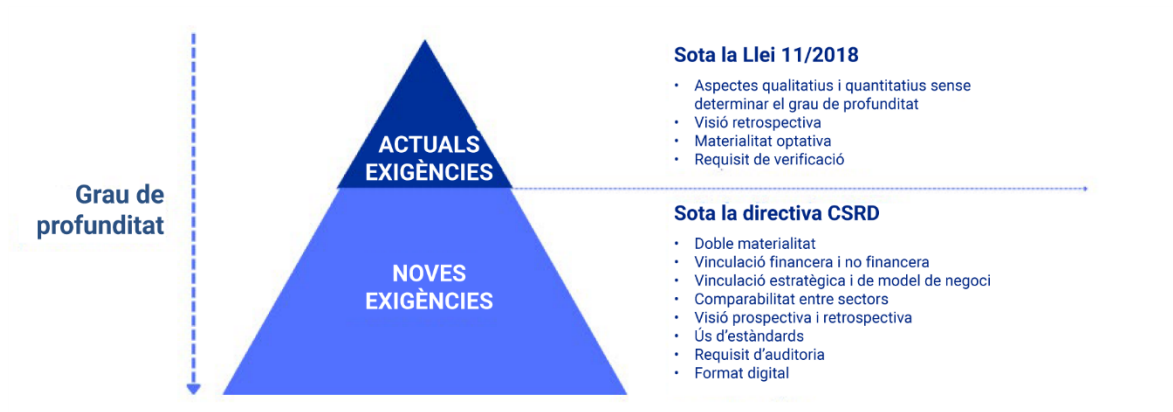 Grau de
profunditat
ACTUALS
EXIGÈNCIES
NOVES
EXIGÈNCIES
Sota la Llei 11/2018
• Aspectes qualitatius i quantitatius sense
determinar el grau de profunditat
• Visió retrospectiva
• Materialitat optativa
• Requisit de verificació
Sota la directiva CSRD
• Doble materialitat
• Vinculació financera i no financera
• Vinculació estratègica i de model de negoci
• Comparabilitat entre sectors
• Visió prospectiva i retrospectiva
• Ús d'estàndards
• Requisit d'auditoria
• Format digital